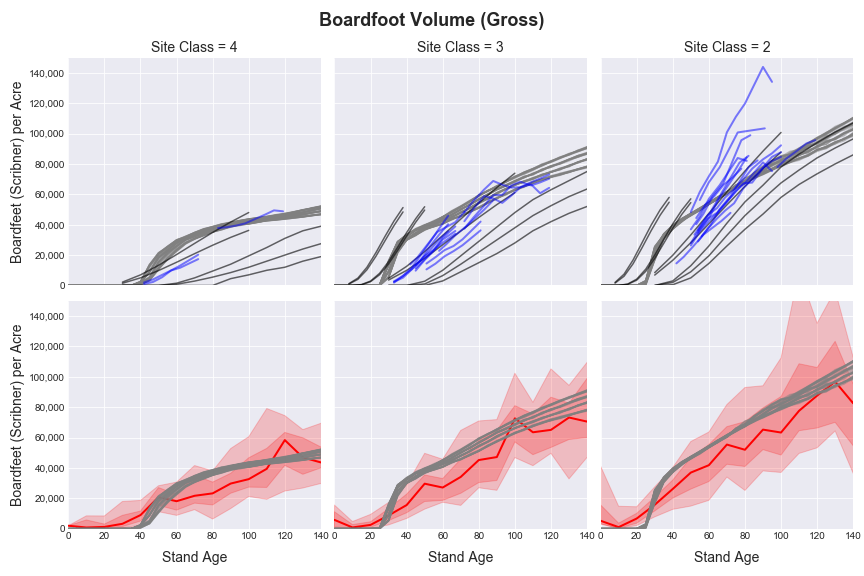 Boardfoot Volume (Gross)
Site Class = 4
Site Class = 3
Site Class = 2
Boardfeet (Scribner) per Acre
140,000
120,000
100,000
80,000
60,000
40,000
20,000
0
Boardfeet (Scribner) per Acre
140,000
120,000
100,000
80,000
60,000
40,000
20,000
0
0 20 40 60 80 100 120 140
0 20 40 60 80 100 120 140
0 20 40 60 80 100 120 140
Stand Age
Stand Age
Stand Age